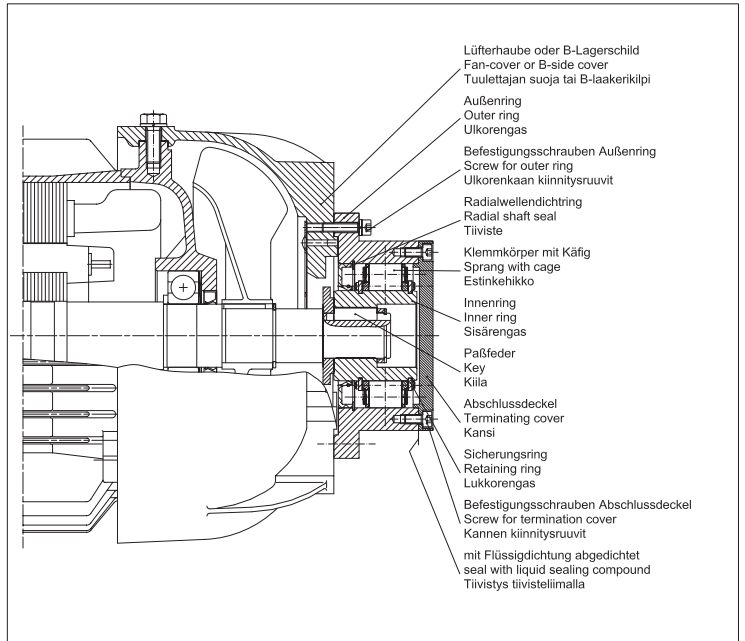 Lüfterhaube oder B-Lagerschild
Fan-cover or B-side cover
Tuulettajan suoja tai B-laakerikilpi
Außenring
Outer ring
Ulkorengas
Befestigungsschrauben Außenring
Screw for outer ring
Ulkorenkaan kiinnitysruuvit
Radialwellendichtring
Radial shaft seal
Tiiviste
Klemmkörper mit Käfig
Sprang with cage
Estinkehikko
Innenring
Inner ring
Sisärengas
Paßfeder
Key
Kiila
Abschlussdeckel
Terminating cover
Kansi
Sicherungsring
Retaining ring
Lukkorengas
Befestigungsschrauben Abschlussdeckel
Screw for termination cover
Kannen kiinnitysruuvit
mit Flüssigdichtung abgedichtet
seal with liquid sealing compound
Tiivistys tiivisteliimalla